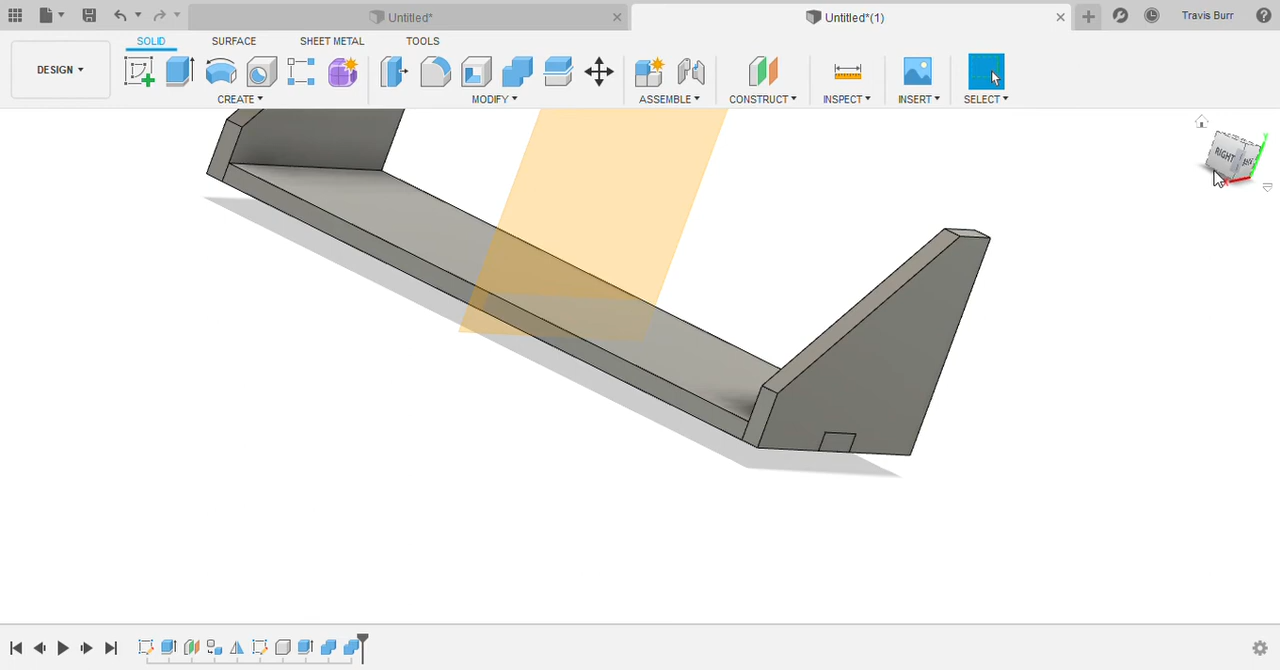 Untitled*
Untitled*(1)
Travis Burr
SOLID
SURFACE
SHEET METAL
TOOLS
DESIGN
CREATE
MODIFY
ASSEMBLE
CONSTRUCT
INSPECT
INSERT
SELECT
RIGHT